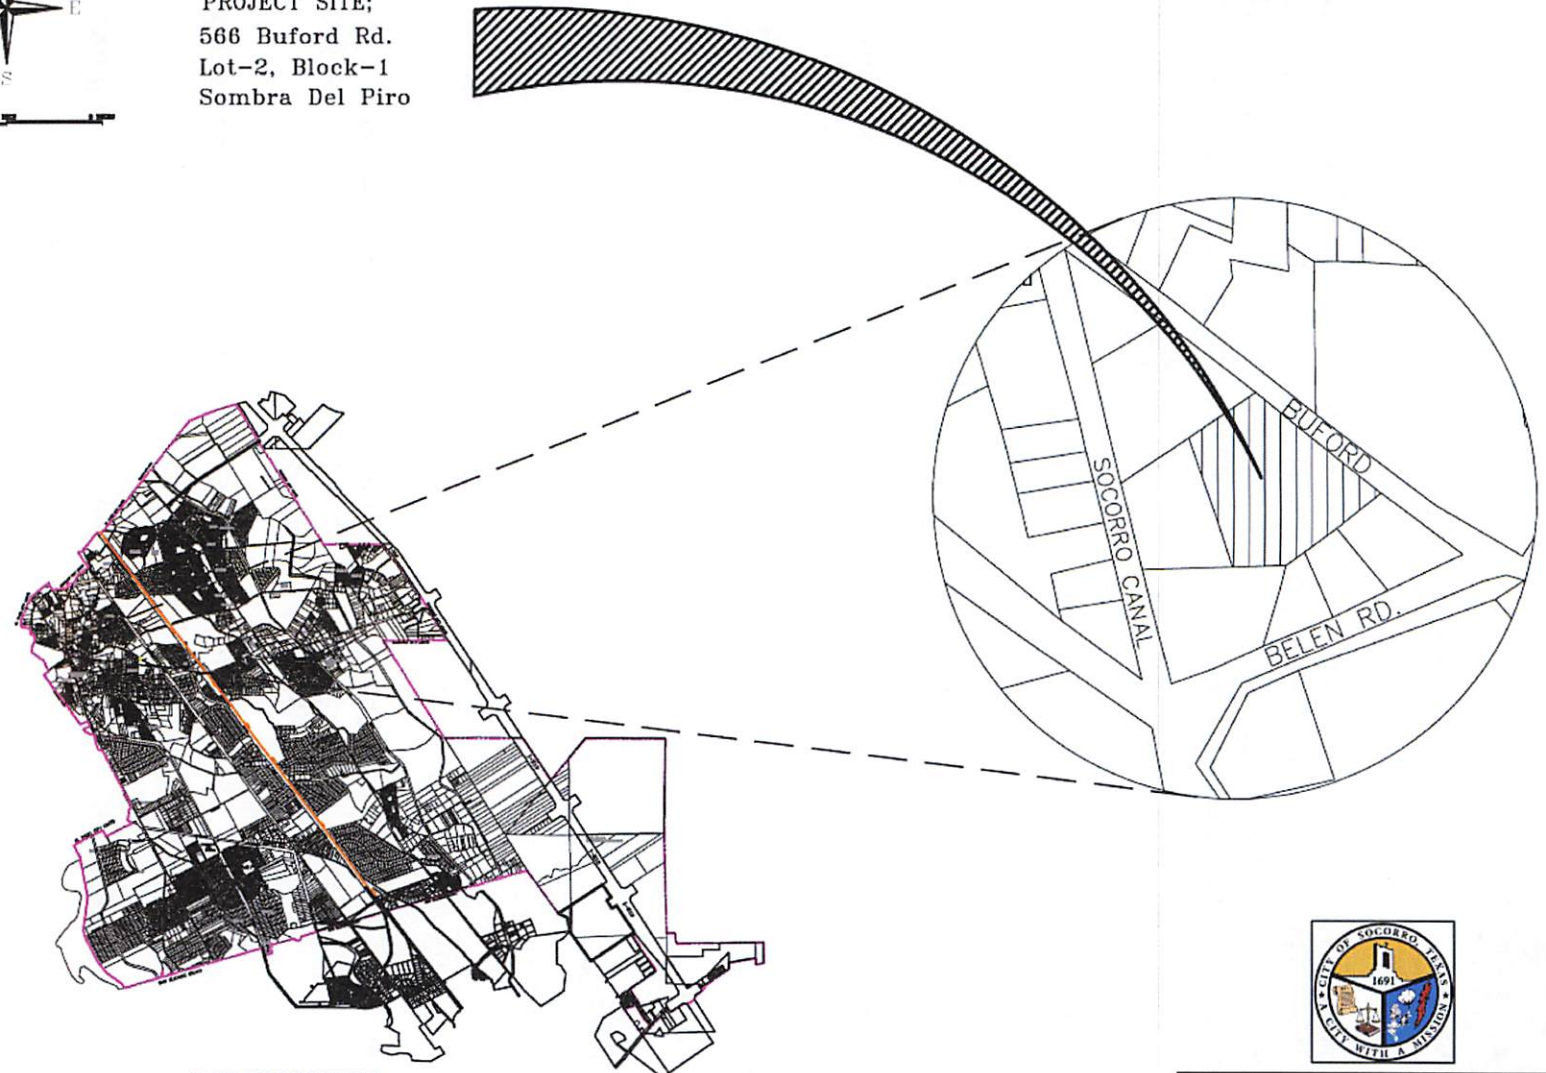 E
S
PROJECT SITE;
566 Buford Rd.
Lot-2, Block-1
Sombra Del Piro
BUFORD
SOCORRO CANAL
BELEN RD.
CITY OF SOCORRO, TEXAS
1691
A CITY WITH A MISSION